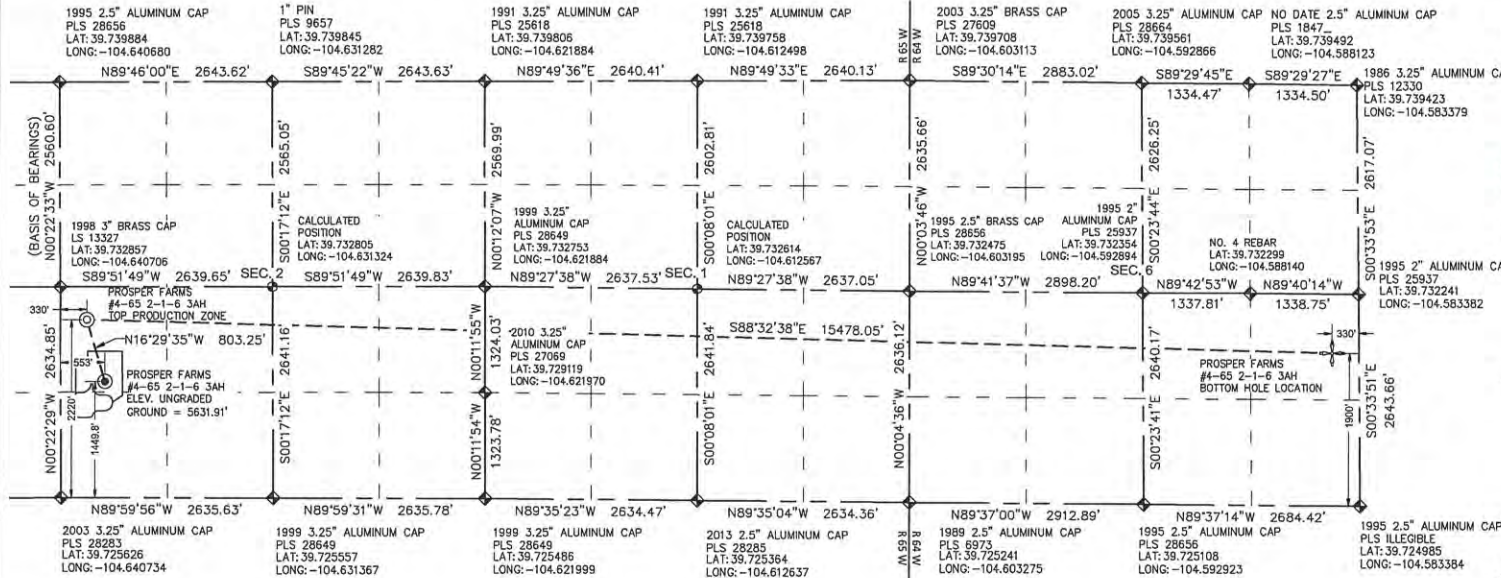 1995 2.5" ALUMINUM CAP
PLS 28656
LAT: 39.739884
LONG: -104.640680
1" PIN
PLS 9657
LAT: 39.739845
LONG: -104.631282
1991 3.25" ALUMINUM CAP
PLS 25618
LAT: 39.739806
LONG: -104.621884
1991 3.25" ALUMINUM CAP
PLS 25618
LAT: 39.739758
LONG: -104.612498
R 65 W
R 64 W
2003 3.25" BRASS CAP
PLS 27609
LAT: 39.739708
LONG: -104.603113
2005 3.25" ALUMINUM CAP
PLS 28664
LAT: 39.739561
LONG: -104.592866
NO DATE 2.5" ALUMINUM CAP
PLS 1847_
LAT: 39.739492
LONG: -104.588123
1986 3.25" ALUMINUM CA
PLS 12330
LAT: 39.739423
LONG: -104.583379
N89°46'00"E 2643.62'
S89°45'22"W 2643.63'
N89°49'36"E 2640.41'
N89°49'33"E 2640.13'
S89°30'14"E 2883.02'
S89°29'45"E
1334.47'
S89°29'27"E
1334.50'
(BASIS OF BEARINGS)
N00°22'33"W 2560.60'
S00°17'12"E 2565.05'
N00°12'07"W 2569.99'
S00°08'01"E 2602.81'
N00°03'46"W 2635.66'
S00°23'44"E 2626.25'
S00°33'53"E 2617.07'
1998 3" BRASS CAP
LS 13327
LAT: 39.732857
LONG: -104.640706
CALCULATED
POSITION
LAT: 39.732805
LONG: -104.631324
1999 3.25"
ALUMINUM CAP
PLS 28649
LAT: 39.732753
LONG: -104.621884
CALCULATED
POSITION
LAT: 39.732614
LONG: -104.612567
1995 2.5" BRASS CAP
PLS 28656
LAT: 39.732475
LONG: -104.603195
1995 2"
ALUMINUM CAP
PLS 25937
LAT: 39.732354
LONG: -104.592894
NO. 4 REBAR
LAT: 39.732299
LONG: -104.588140
1995 2" ALUMINUM CA
PLS 25937
LAT: 39.732241
LONG: -104.583382
S89°51'49"W 2639.65'
SEC. 2
S89°51'49"W 2639.83'
N89°27'38"W 2637.53'
SEC. 1
N89°27'38"W 2637.05'
N89°41'37"W 2898.20'
SEC. 6
N89°42'53"W
1337.81'
N89°40'14"W
1338.75'
330'
PROSPER FARMS
#4-65 2-1-6 3AH
TOP PRODUCTION ZONE
N16°29'35"W 803.25'
553'
PROSPER FARMS
#4-65 2-1-6 3AH
ELEV. UNGRADED
GROUND = 5631.91'
2220'
1449.8'
N00°22'29"W 2634.85'
S00°17'12"E 2641.16'
N00°11'55"W
1324.03'
N00°11'54"W
1323.78'
2010 3.25"
ALUMINUM CAP
PLS 27069
LAT: 39.729119
LONG: -104.621970
S00°08'01"E 2641.84'
S88°32'38"E 15478.05'
N00°04'36"W 2636.12'
S00°23'41"E 2640.17'
PROSPER FARMS
#4-65 2-1-6 3AH
BOTTOM HOLE LOCATION
330'
1900'
S00°33'51"E
2643.66'
N89°59'56"W 2635.63'
N89°59'31"W 2635.78'
N89°35'23"W 2634.47'
N89°35'04"W 2634.36'
N89°37'00"W 2912.89'
N89°37'14"W 2684.42'
2003 3.25" ALUMINUM CAP
PLS 28283
LAT: 39.725626
LONG: -104.640734
1999 3.25" ALUMINUM CAP
PLS 28649
LAT: 39.725557
LONG: -104.631367
1999 3.25" ALUMINUM CAP
PLS 28649
LAT: 39.725486
LONG: -104.621999
2013 2.5" ALUMINUM CAP
PLS 28285
LAT: 39.725364
LONG: -104.612637
R 65 W
R 64 W
1989 2.5" ALUMINUM CAP
PLS 6973
LAT: 39.725241
LONG: -104.603275
1995 2.5" ALUMINUM CAP
PLS 28656
LAT: 39.725108
LONG: -104.592923
1995 2.5" ALUMINUM CAP
PLS ILLEGIBLE
LAT: 39.724985
LONG: -104.583384